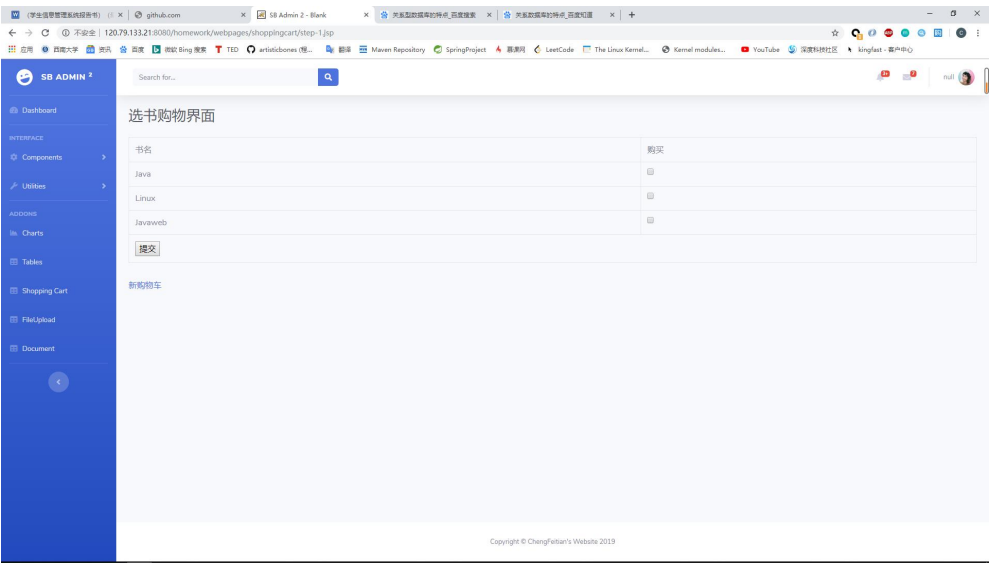 (学生信息管理系统报告书) (1 × github.com × SB Admin 2 - Blank × 关系型数据库的特点_百度搜索 × 关系数据库的特点_百度知道 × +
不安全 | 120.79.133.21:8080/homework/webpages/shoppingcart/step-1.jsp
应用 西南大学 资讯 百度 微软 Bing 搜索 TED artisticbones (程... 翻译 Maven Repository SpringProject 慕课网 LeetCode The Linux Kernel... Kernel modules... YouTube 深度科技社区 kingfast - 客户中心
SB ADMIN 2
Search for...
3+
7
null
Dashboard
INTERFACE
Components
Utilities
ADDONS
Charts
Tables
Shopping Cart
FileUpload
Document
选书购物界面
书名 购买
Java
Linux
Javaweb
提交
新购物车
Copyright © ChengFeitian's Website 2019